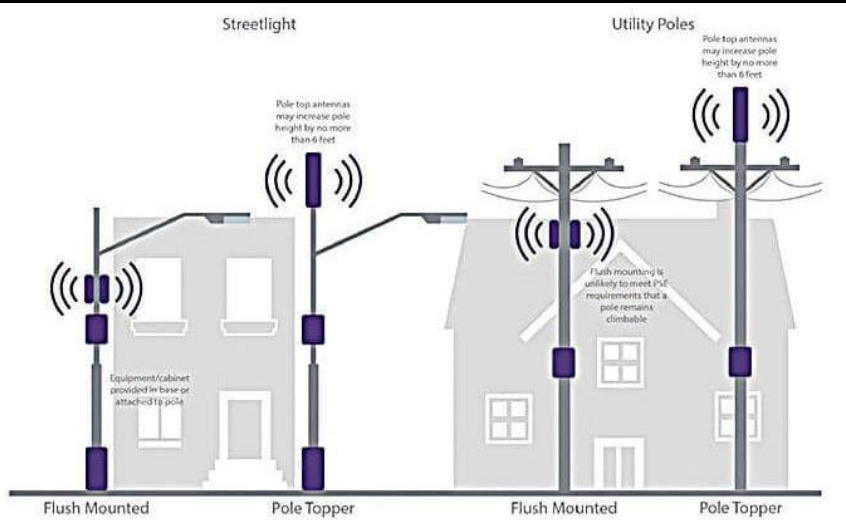 Streetlight
Utility Poles
Pole top antennas
may increase pole
height by no more
than 6 feet
Pole top antennas
may increase pole
height by no more
than 6 feet
Flush mounting is
unlikely to meet PSE
requirements that a
pole remains
climbable
Equipment/cabinet
provided in base or
attached to pole
Flush Mounted
Pole Topper
Flush Mounted
Pole Topper